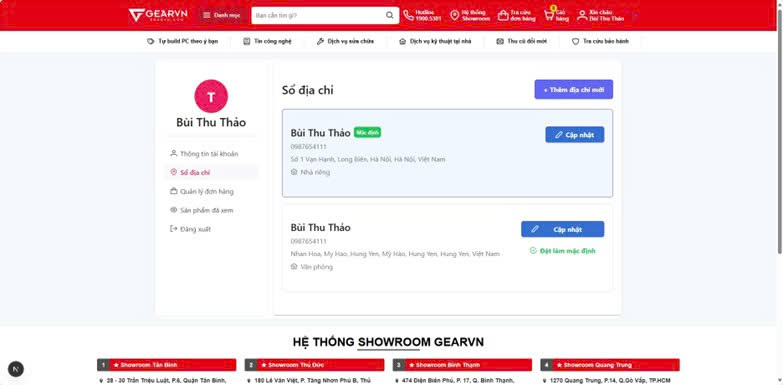 GEARVN
GEARVN.COM
Danh mục
Bạn cần tìm gì?
Hotline
1900.5301
Hệ thống
Showroom
Tra cứu
đơn hàng
Giỏ
hàng
Xin chào
Bùi Thu Thảo
Tự build PC theo ý bạn
Tin công nghệ
Dịch vụ sửa chữa
Dịch vụ kỹ thuật tại nhà
Thu cũ đổi mới
Tra cứu bảo hành
T
Bùi Thu Thảo
Thông tin tài khoản
Sổ địa chỉ
Quản lý đơn hàng
Sản phẩm đã xem
Đăng xuất
Sổ địa chỉ
+ Thêm địa chỉ mới
Bùi Thu Thảo Mặc định
Cập nhật
0987654111
Số 1 Vạn Hạnh, Long Biên, Hà Nội, Hà Nội, Việt Nam
Nhà riêng
Bùi Thu Thảo
Cập nhật
0987654111
Đặt làm mặc định
Nhan Hoa, My Hao, Hung Yen, Mỹ Hào, Hung Yen, Hung Yen, Việt Nam
Văn phòng
HỆ THỐNG SHOWROOM GEARVN
1 ★ Showroom Tân Bình
2 ★ Showroom Thủ Đức
3 ★ Showroom Bình Thạnh
4 ★ Showroom Quang Trung
28 - 30 Trần Triệu Luật, P.6, Quận Tân Bình,
180 Lê Văn Việt, P. Tăng Nhơn Phú B, Thủ
474 Điện Biên Phủ, P. 17, Q. Bình Thạnh,
1270 Quang Trung, P.14, Q.Gò Vấp, TP.HCM
N